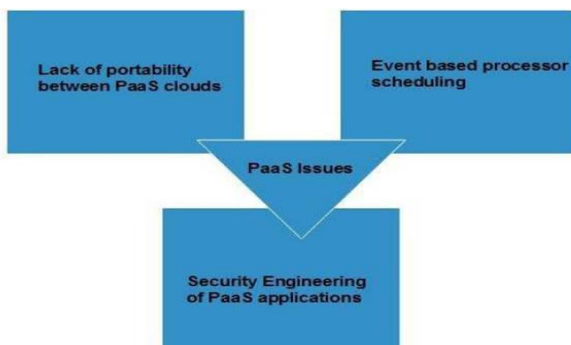 Lack of portability
between PaaS clouds
Event based processor
scheduling
PaaS Issues
Security Engineering
of PaaS applications